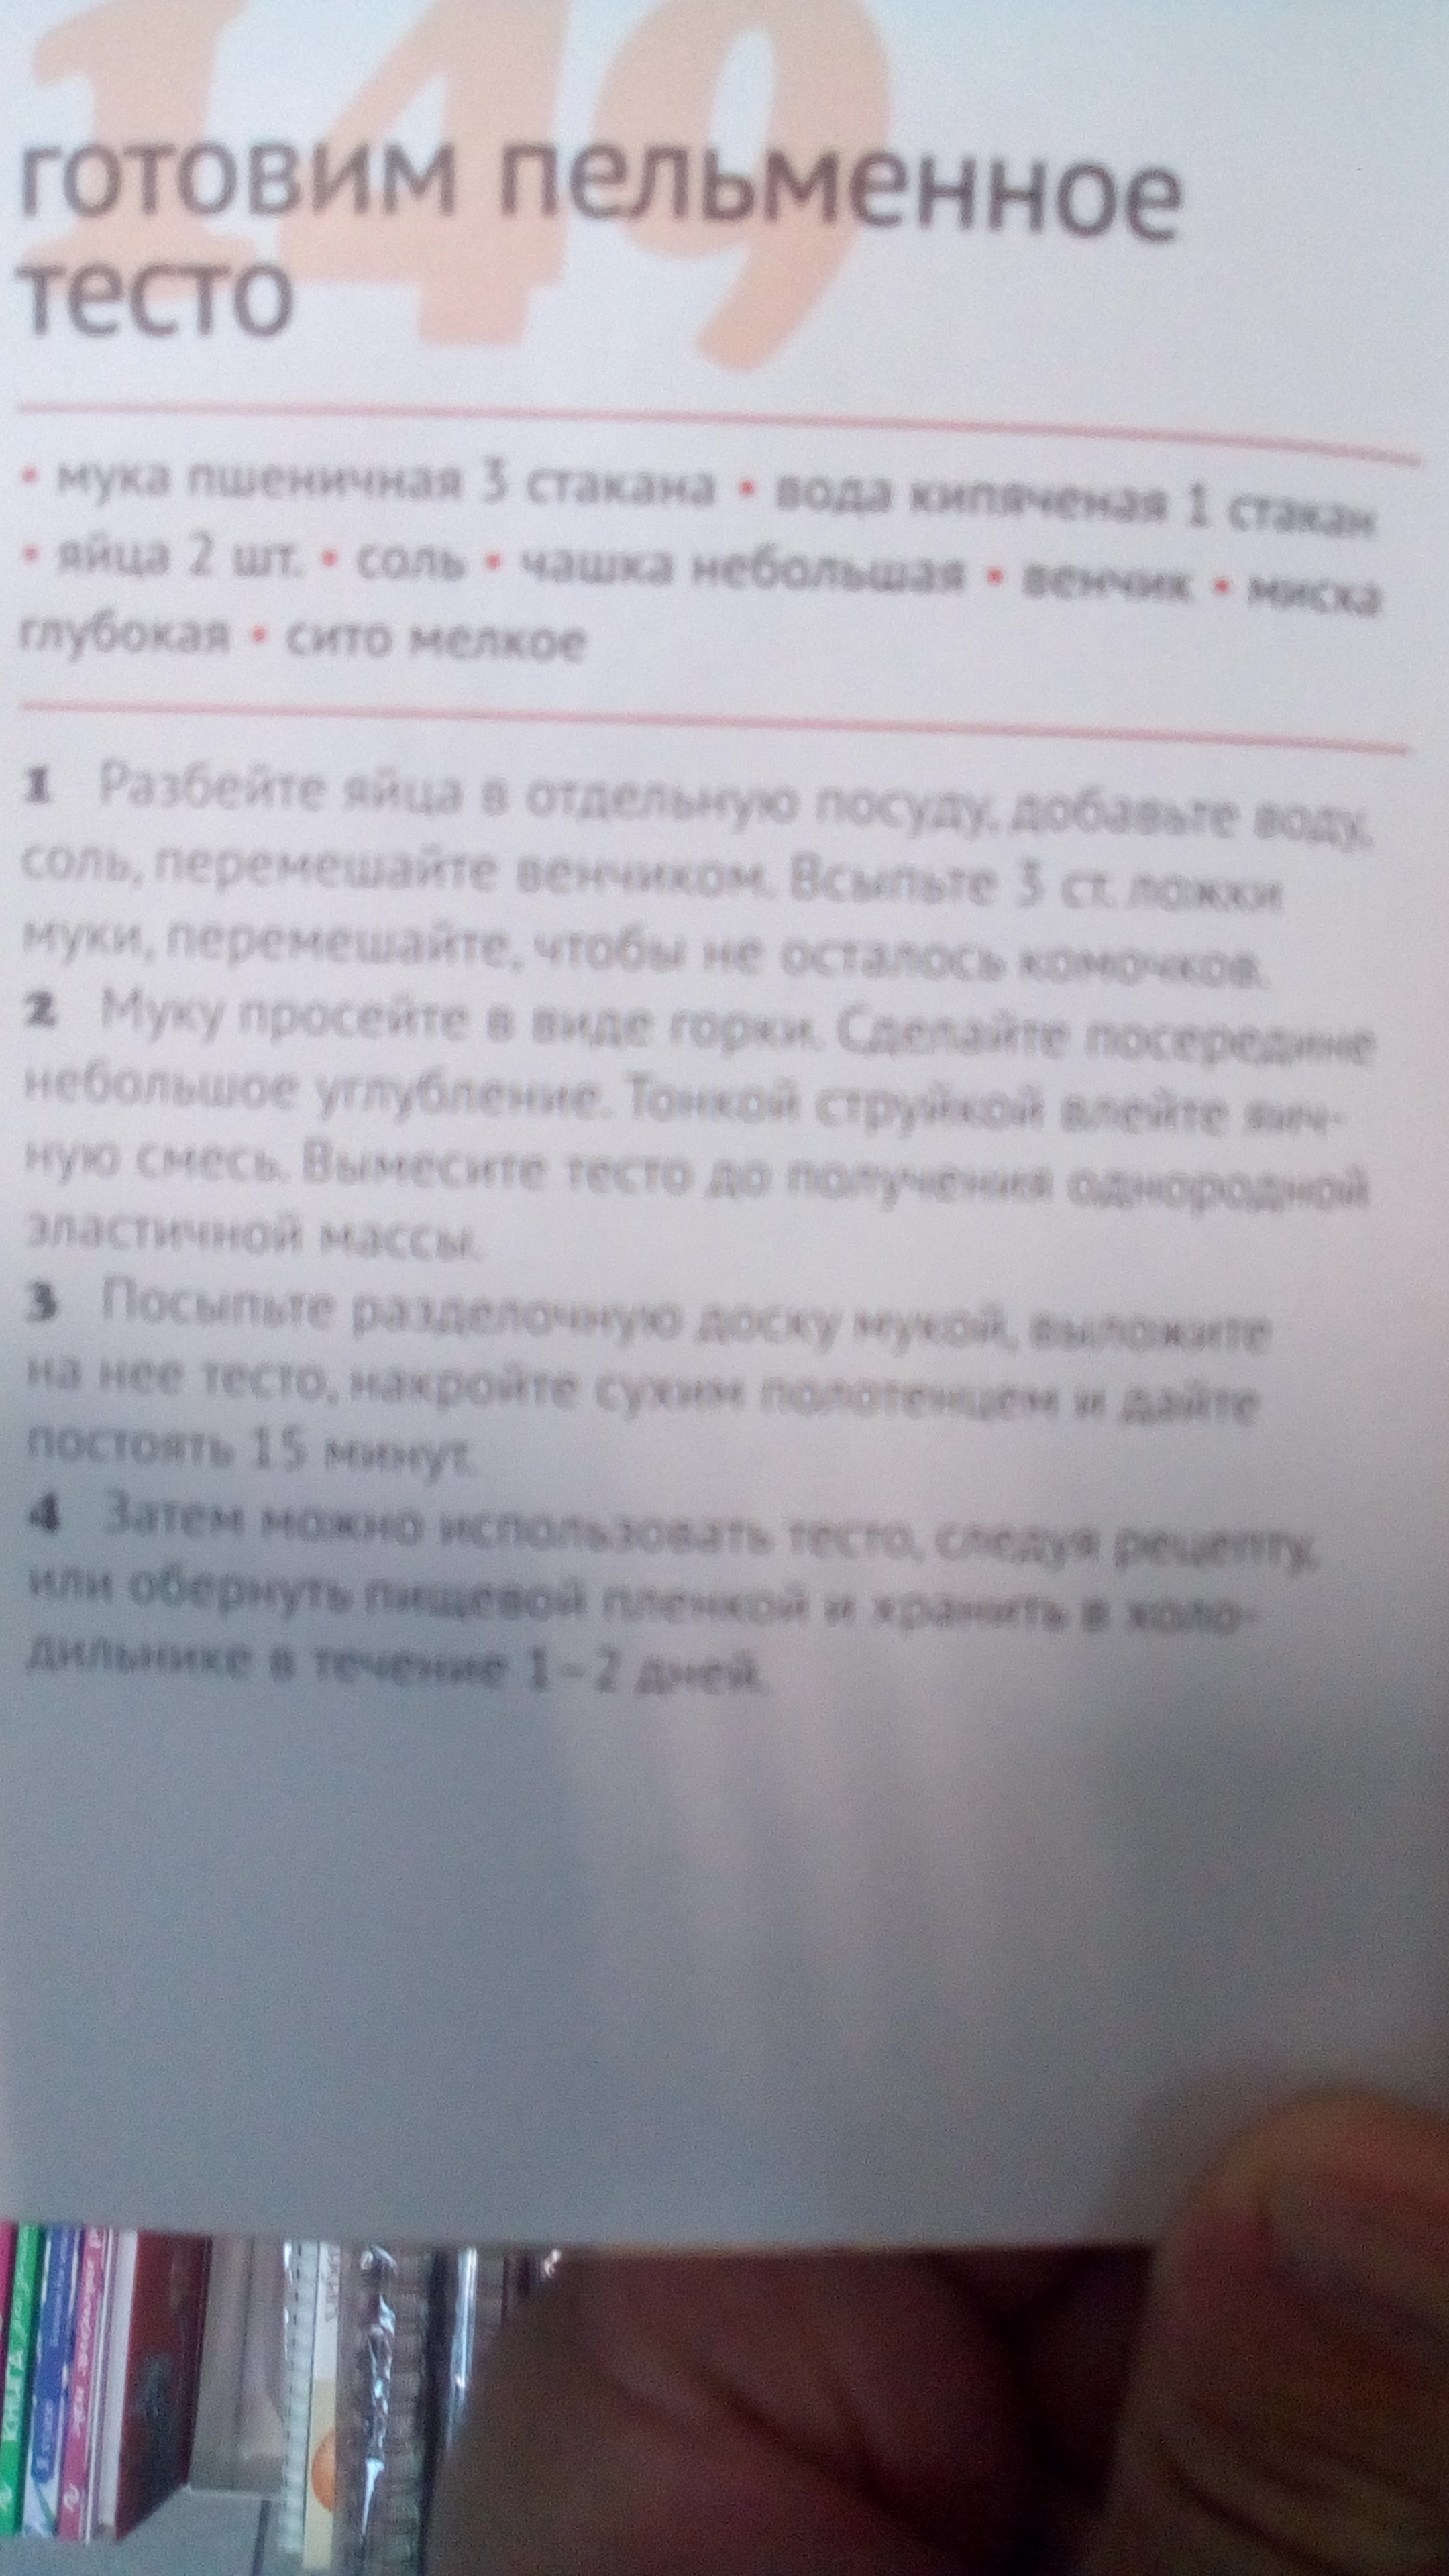 149
готовим пельменное
тесто
• мука пшеничная 3 стакана • вода кипяченая 1 стакан
• яйца 2 шт. • соль • чашка небольшая • венчик • миска
глубокая • сито мелкое
1 Разбейте яйца в отдельную посуду, добавьте воду,
соль, перемешайте венчиком. Всыпьте 3 ст. ложки
муки, перемешайте, чтобы не осталось комочков.
2 Муку просейте в виде горки. Сделайте посередине
небольшое углубление. Тонкой струйкой влейте яич-
ную смесь. Вымесите тесто до получения однородной
эластичной массы.
3 Посыпьте разделочную доску мукой, выложите
на нее тесто, накройте сухим полотенцем и дайте
постоять 15 минут.
4 Затем можно использовать тесто, следуя рецепту,
или обернуть пищевой пленкой и хранить в холо-
дильнике в течение 1–2 дней.
КНИГА